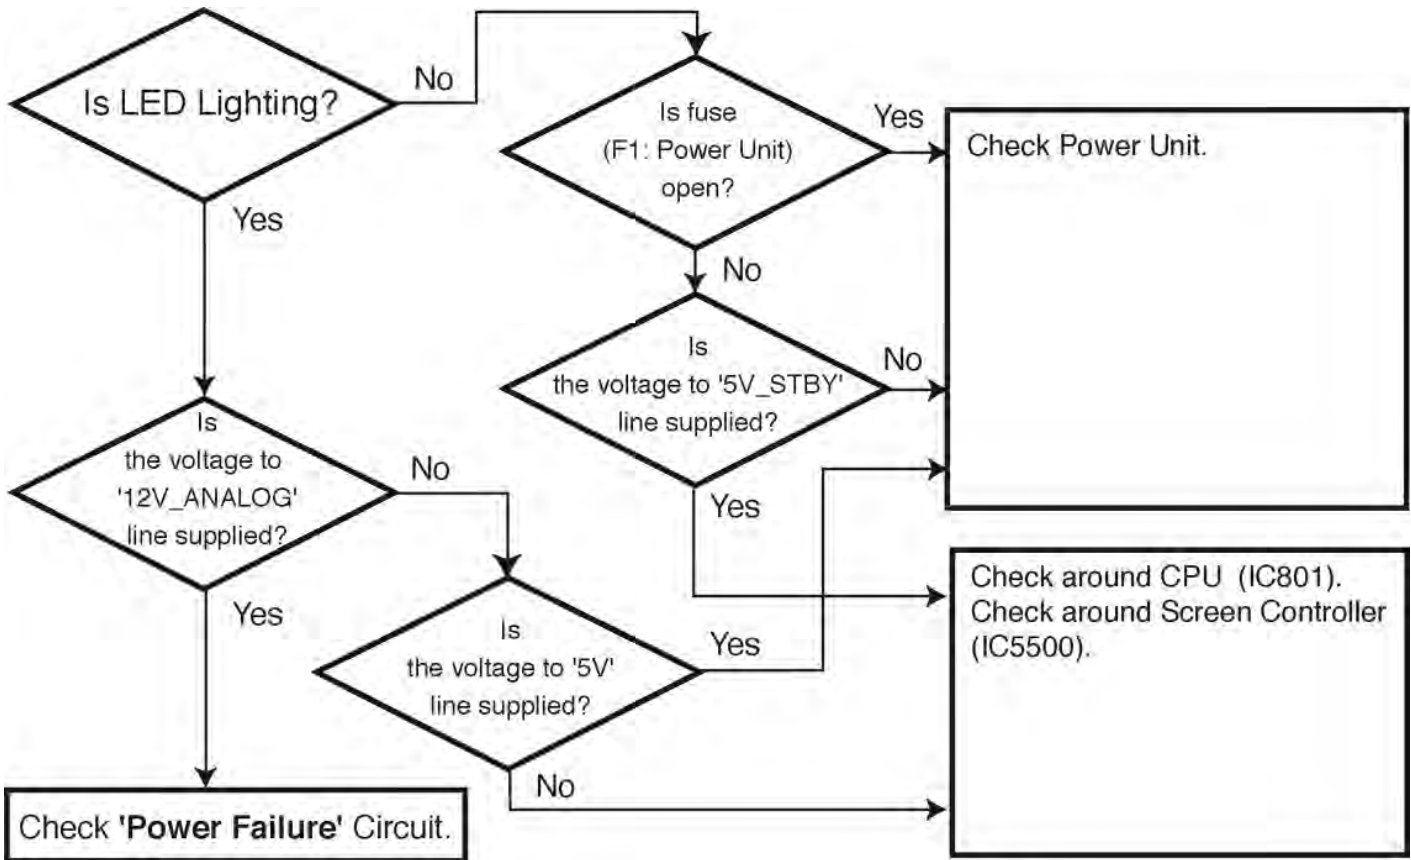 Is LED Lighting?
No
Yes
Is fuse
(F1: Power Unit)
open?
Yes
No
Check Power Unit.
Is
the voltage to '5V_STBY'
line supplied?
No
Yes
Is
the voltage to
'12V_ANALOG'
line supplied?
No
Yes
Is
the voltage to '5V'
line supplied?
Yes
No
Check around CPU (IC801).
Check around Screen Controller
(IC5500).
Check 'Power Failure' Circuit.